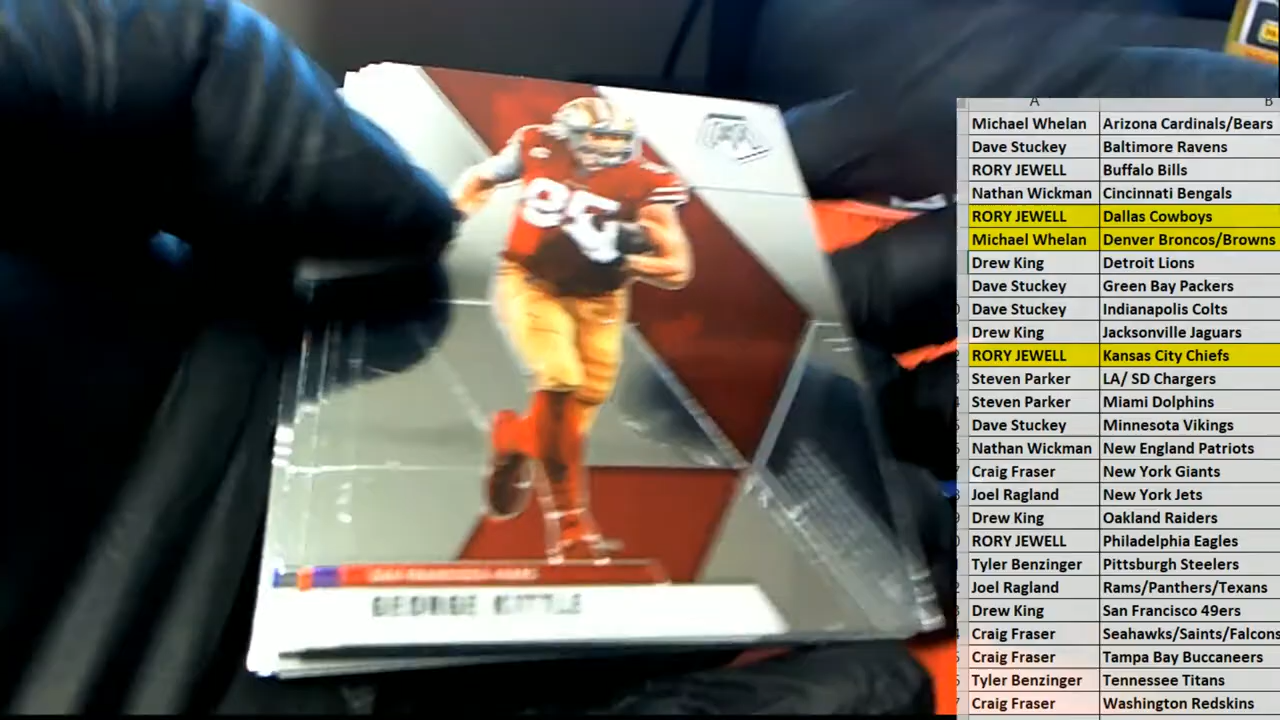 85
GEORGE KITTLE
A B
Michael Whelan Arizona Cardinals/Bears
Dave Stuckey Baltimore Ravens
RORY JEWELL Buffalo Bills
Nathan Wickman Cincinnati Bengals
RORY JEWELL Dallas Cowboys
Michael Whelan Denver Broncos/Browns
Drew King Detroit Lions
Dave Stuckey Green Bay Packers
Dave Stuckey Indianapolis Colts
Drew King Jacksonville Jaguars
RORY JEWELL Kansas City Chiefs
Steven Parker LA/ SD Chargers
Steven Parker Miami Dolphins
Dave Stuckey Minnesota Vikings
Nathan Wickman New England Patriots
Craig Fraser New York Giants
Joel Ragland New York Jets
Drew King Oakland Raiders
RORY JEWELL Philadelphia Eagles
Tyler Benzinger Pittsburgh Steelers
Joel Ragland Rams/Panthers/Texans
Drew King San Francisco 49ers
Craig Fraser Seahawks/Saints/Falcons
Craig Fraser Tampa Bay Buccaneers
Tyler Benzinger Tennessee Titans
Craig Fraser Washington Redskins